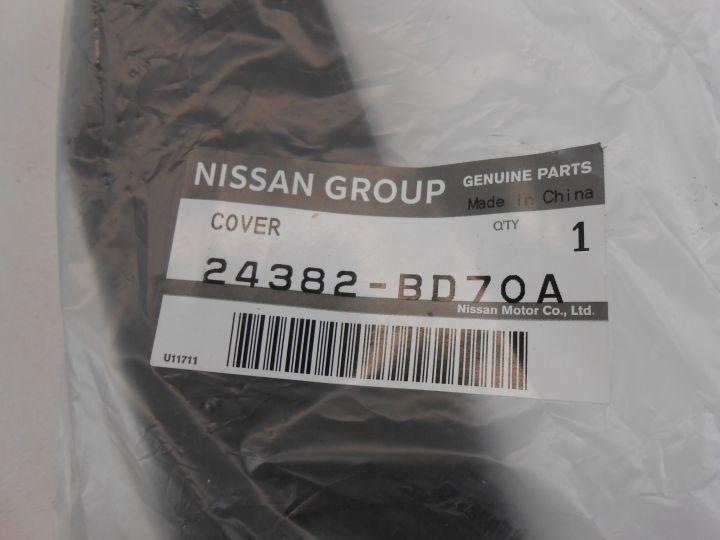 NISSAN GROUP GENUINE PARTS
Made in China
COVER QTY 1
24382-BD70A
Nissan Motor Co., Ltd.
U11711